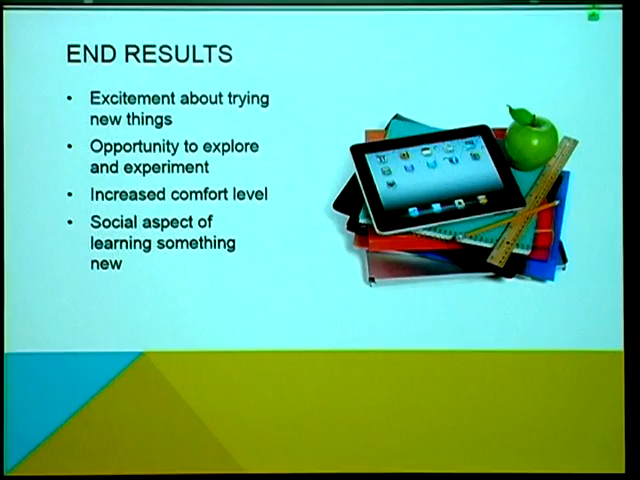 END RESULTS
• Excitement about trying
new things
• Opportunity to explore
and experiment
• Increased comfort level
• Social aspect of
learning something
new